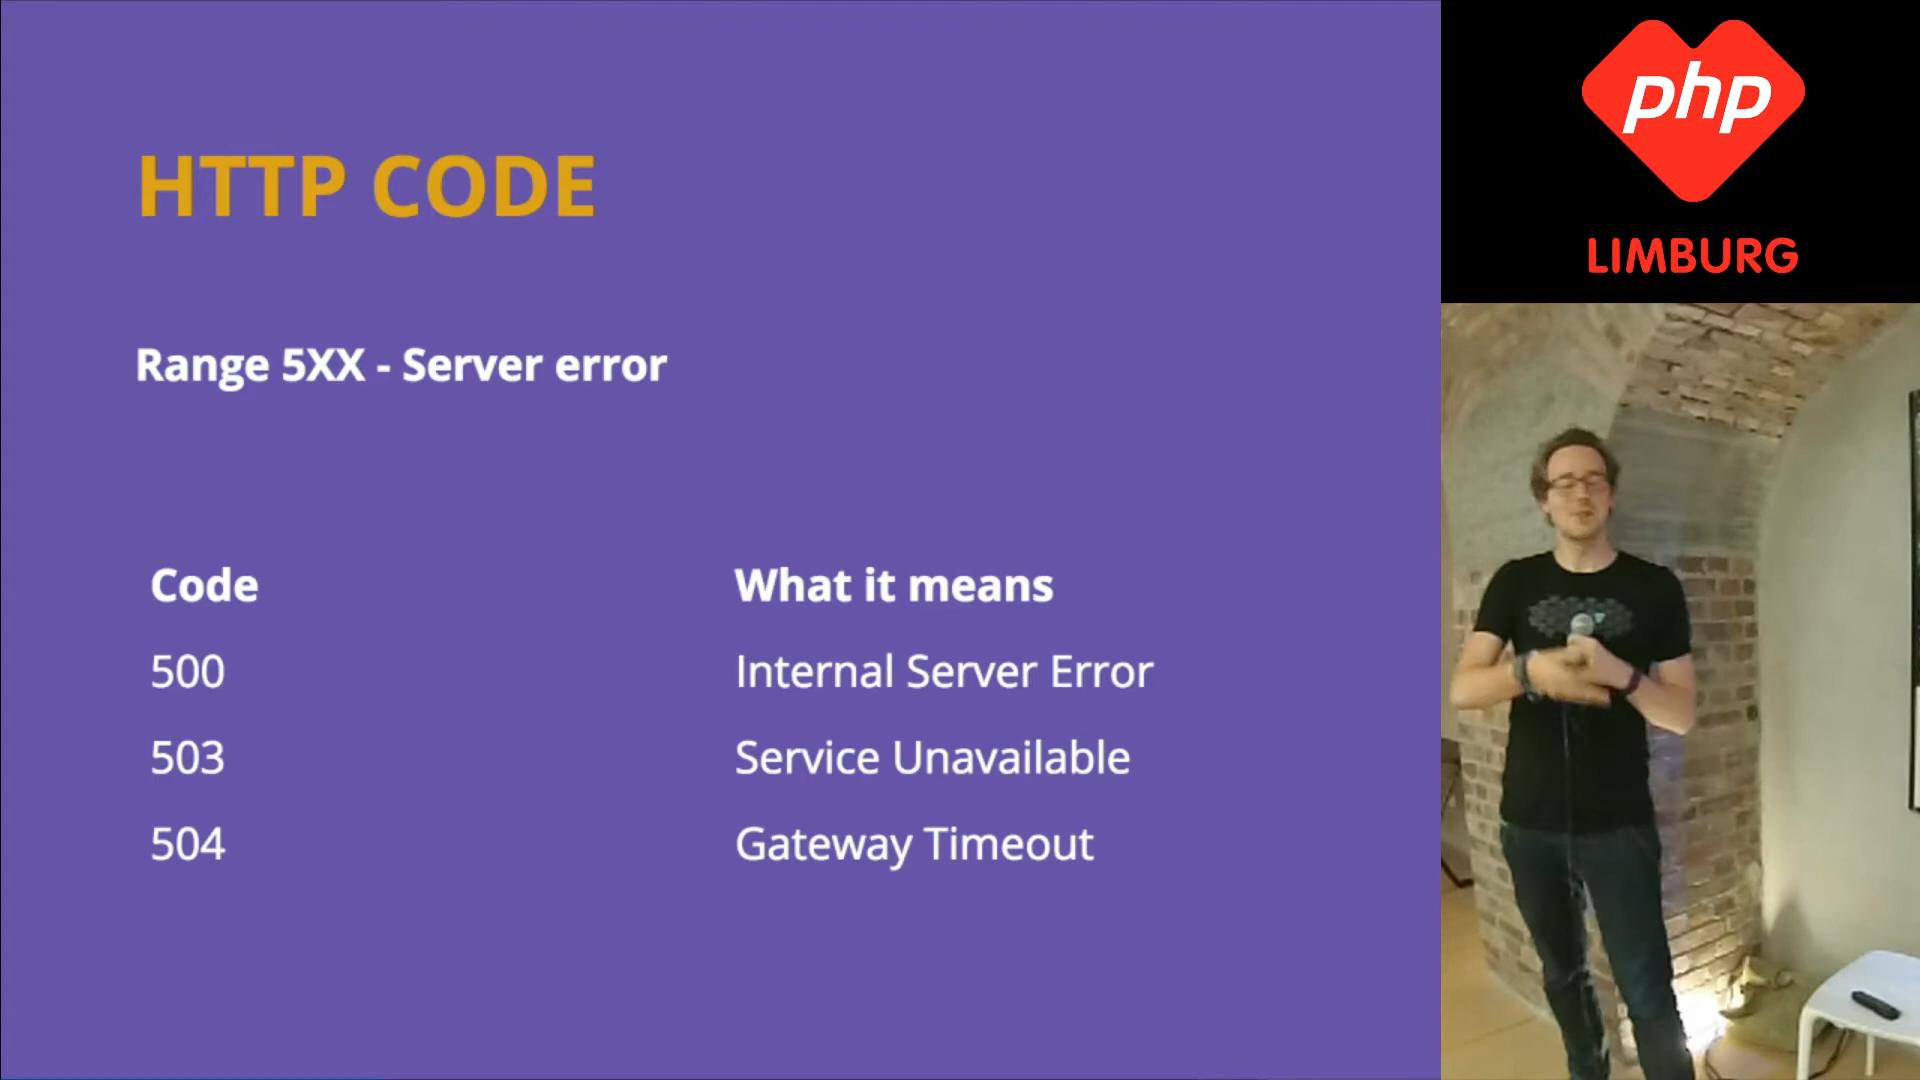 HTTP CODE
Range 5XX - Server error
Code What it means
500 Internal Server Error
503 Service Unavailable
504 Gateway Timeout
php
LIMBURG